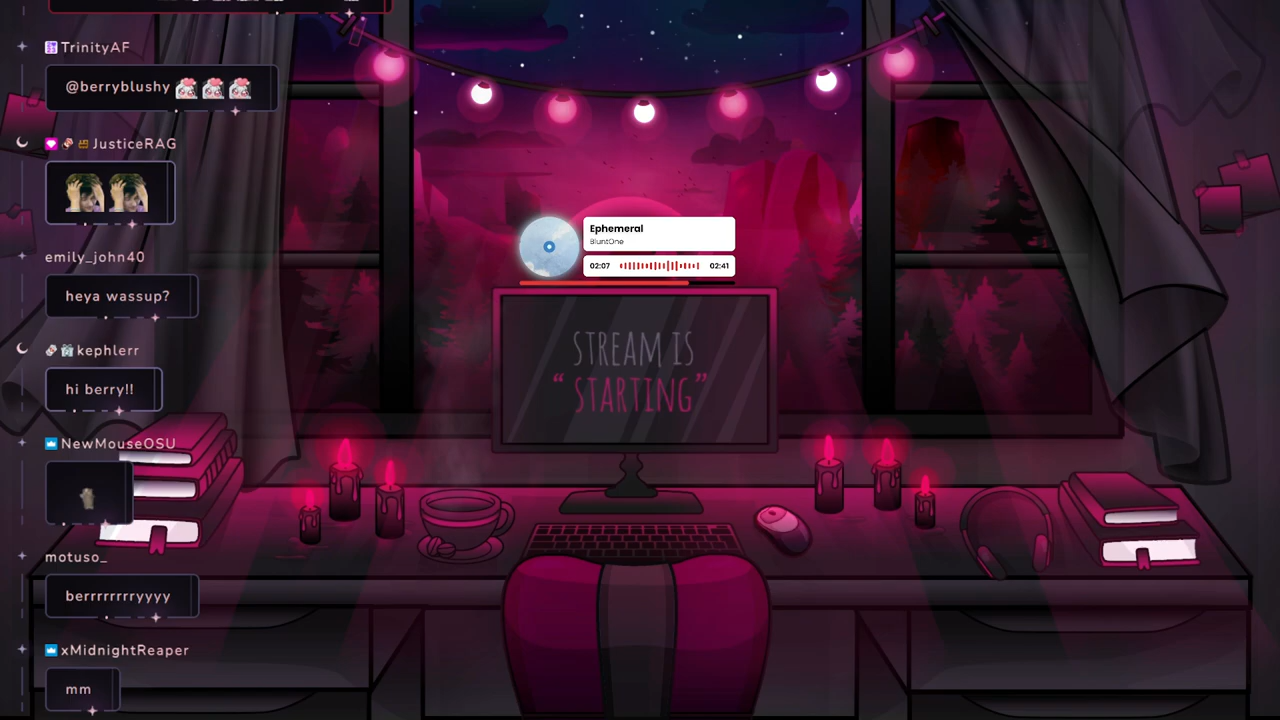 TrinityAF
@berryblushy
JusticeRAG
emily_john40
heya wassup?
kephlerr
hi berry!!
NewMouseOSU
motuso_
berrrrrrrryyyy
xMidnightReaper
mm
Ephemeral
BluntOne
02:07
02:41
STREAM IS
“ STARTING”